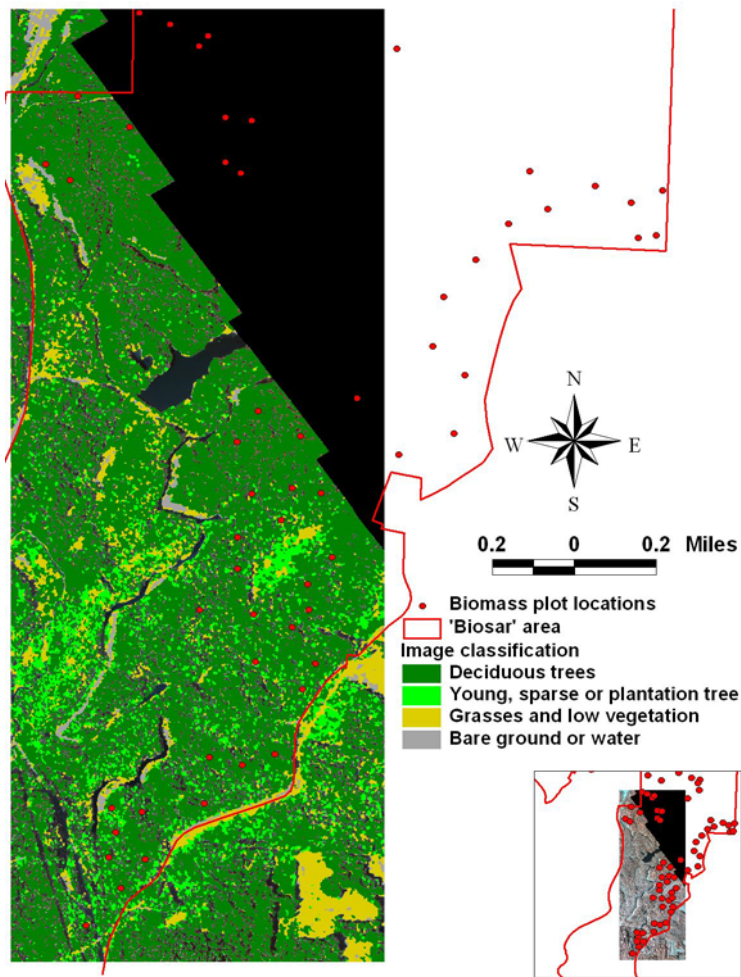 N
W
E
S
0.2 0 0.2 Miles
Biomass plot locations
'Biosar' area
Image classification
Deciduous trees
Young, sparse or plantation tree
Grasses and low vegetation
Bare ground or water